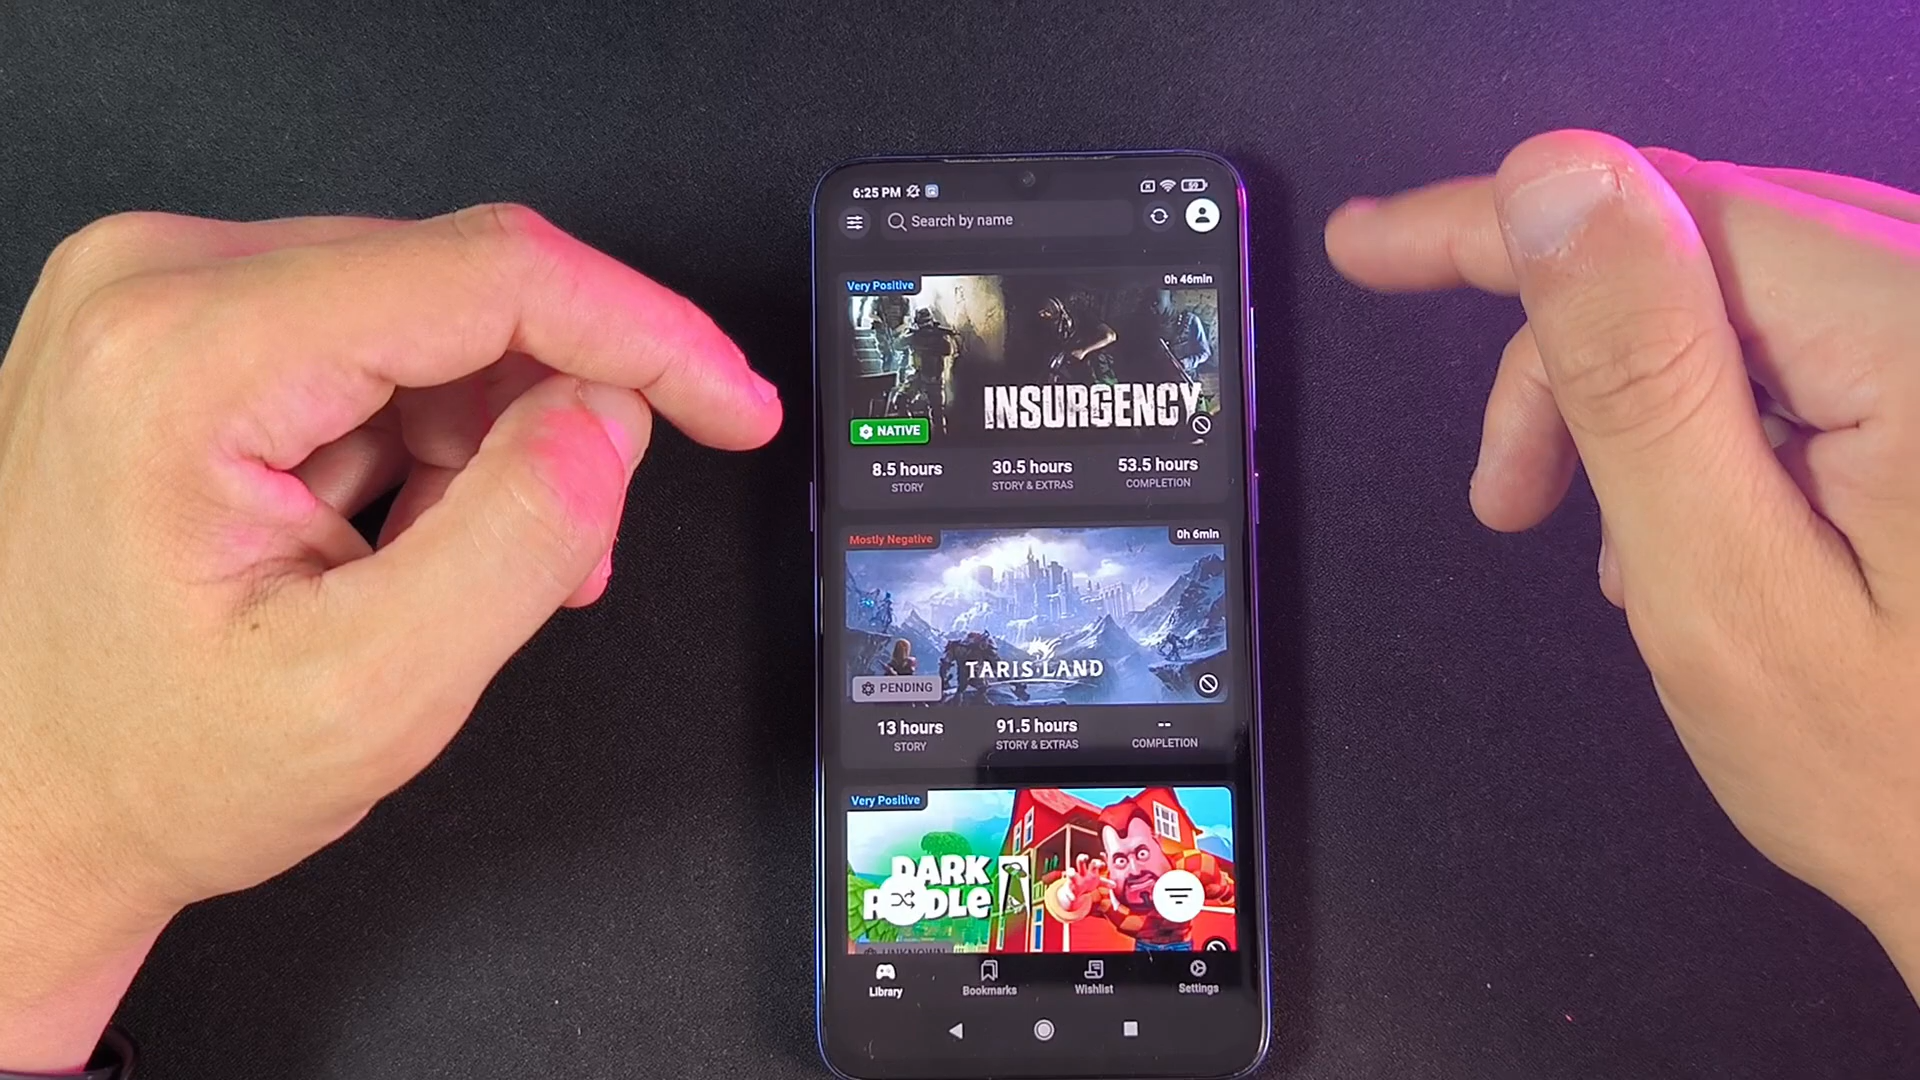 6:25 PM
59
Search by name
Very Positive
0h 46min
INSURGENCY
NATIVE
8.5 hours
30.5 hours
53.5 hours
STORY
STORY & EXTRAS
COMPLETION
Mostly Negative
0h 6min
TARIS LAND
PENDING
13 hours
91.5 hours
--
STORY
STORY & EXTRAS
COMPLETION
Very Positive
DARK
UNKNOWN
Library
Bookmarks
Wishlist
Settings